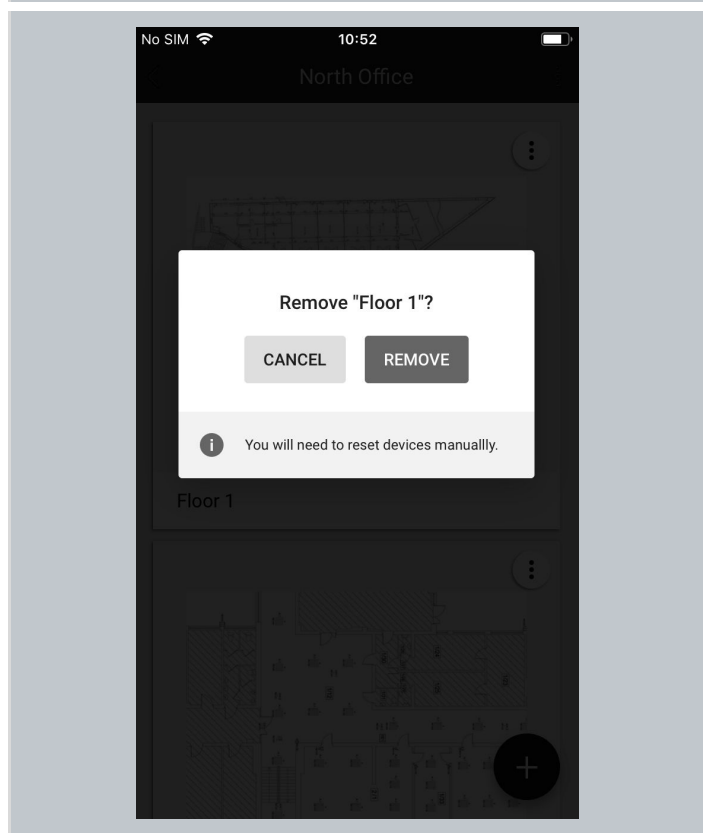 No SIM 10:52
North Office
Remove "Floor 1"?
CANCEL REMOVE
i You will need to reset devices manuallly.
Floor 1